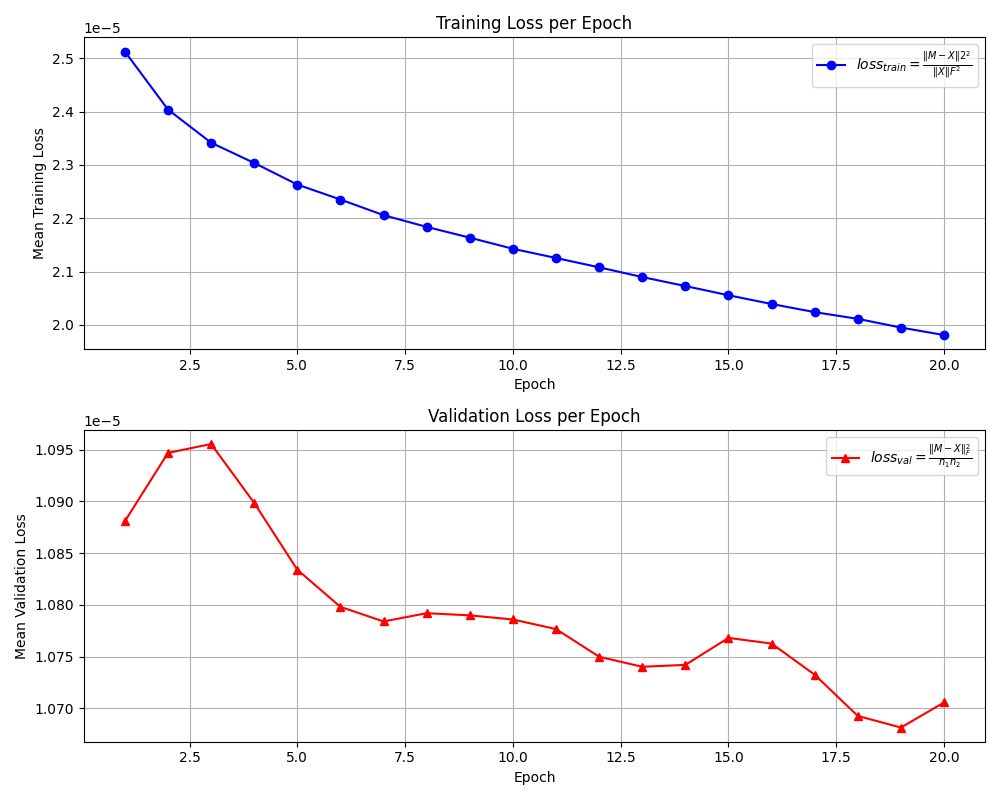 Training Loss per Epoch
1e−5
2.5
2.4
2.3
2.2
2.1
2.0
Mean Training Loss
loss_train = ‖M − X‖2² / ‖X‖F²
2.5 5.0 7.5 10.0 12.5 15.0 17.5 20.0
Epoch
Validation Loss per Epoch
1e−5
1.095
1.090
1.085
1.080
1.075
1.070
Mean Validation Loss
loss_val = ‖M − X‖_F² / n₁n₂
2.5 5.0 7.5 10.0 12.5 15.0 17.5 20.0
Epoch